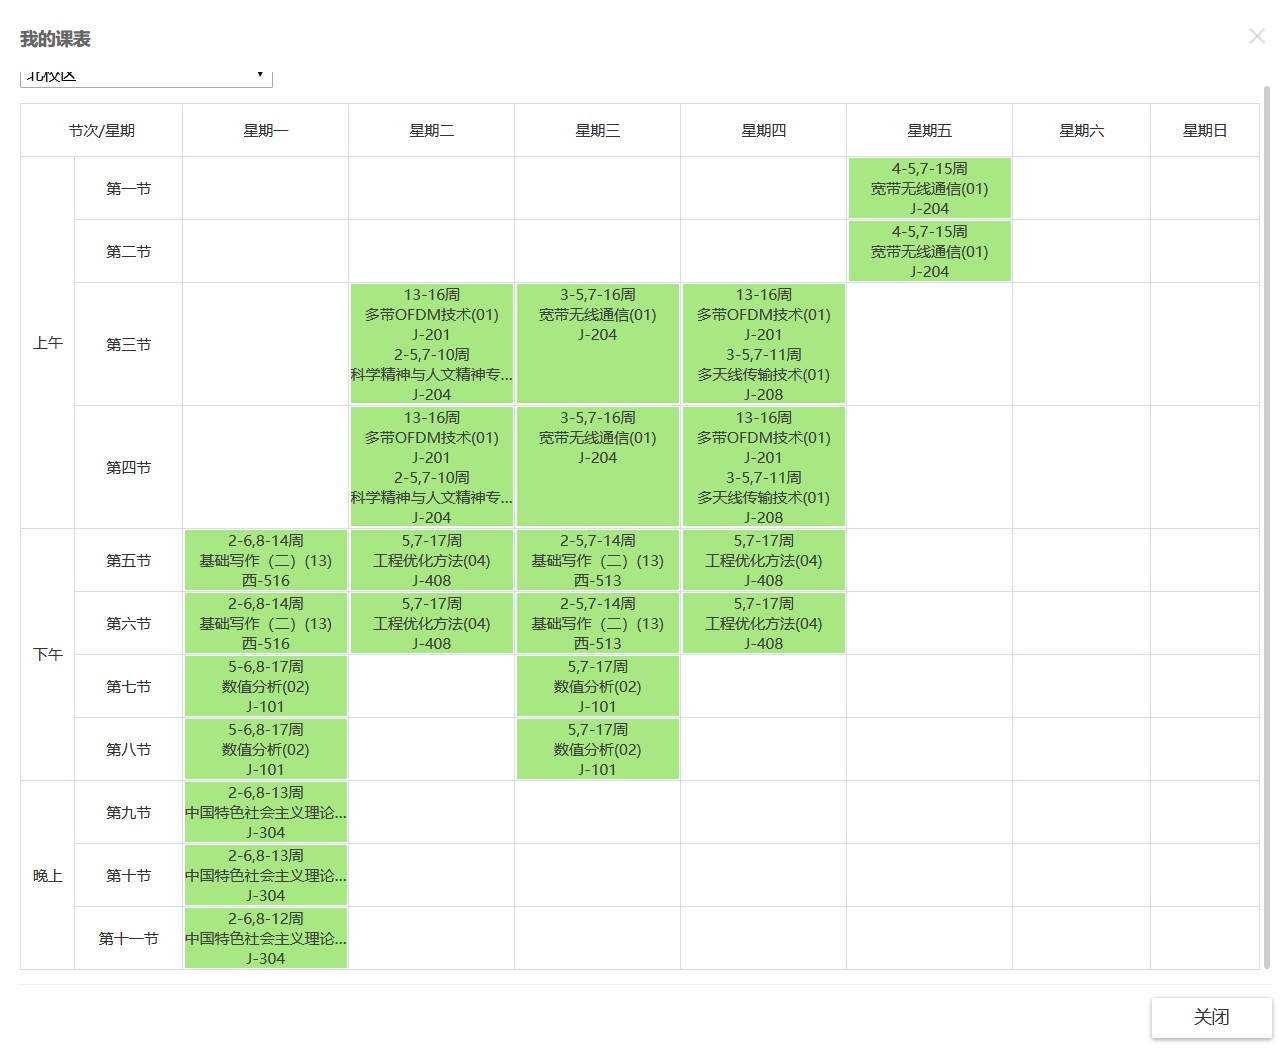 我的课表
北校区
节次/星期 星期一 星期二 星期三 星期四 星期五 星期六 星期日
上午
第一节
4-5,7-15周
宽带无线通信(01)
J-204
第二节
4-5,7-15周
宽带无线通信(01)
J-204
第三节
13-16周
多带OFDM技术(01)
J-201
2-5,7-10周
科学精神与人文精神专...
J-204
3-5,7-16周
宽带无线通信(01)
J-204
13-16周
多带OFDM技术(01)
J-201
3-5,7-11周
多天线传输技术(01)
J-208
第四节
13-16周
多带OFDM技术(01)
J-201
2-5,7-10周
科学精神与人文精神专...
J-204
3-5,7-16周
宽带无线通信(01)
J-204
13-16周
多带OFDM技术(01)
J-201
3-5,7-11周
多天线传输技术(01)
J-208
下午
第五节
2-6,8-14周
基础写作（二）(13)
西-516
5,7-17周
工程优化方法(04)
J-408
2-5,7-14周
基础写作（二）(13)
西-513
5,7-17周
工程优化方法(04)
J-408
第六节
2-6,8-14周
基础写作（二）(13)
西-516
5,7-17周
工程优化方法(04)
J-408
2-5,7-14周
基础写作（二）(13)
西-513
5,7-17周
工程优化方法(04)
J-408
第七节
5-6,8-17周
数值分析(02)
J-101
5,7-17周
数值分析(02)
J-101
第八节
5-6,8-17周
数值分析(02)
J-101
5,7-17周
数值分析(02)
J-101
晚上
第九节
2-6,8-13周
中国特色社会主义理论...
J-304
第十节
2-6,8-13周
中国特色社会主义理论...
J-304
第十一节
2-6,8-12周
中国特色社会主义理论...
J-304
关闭